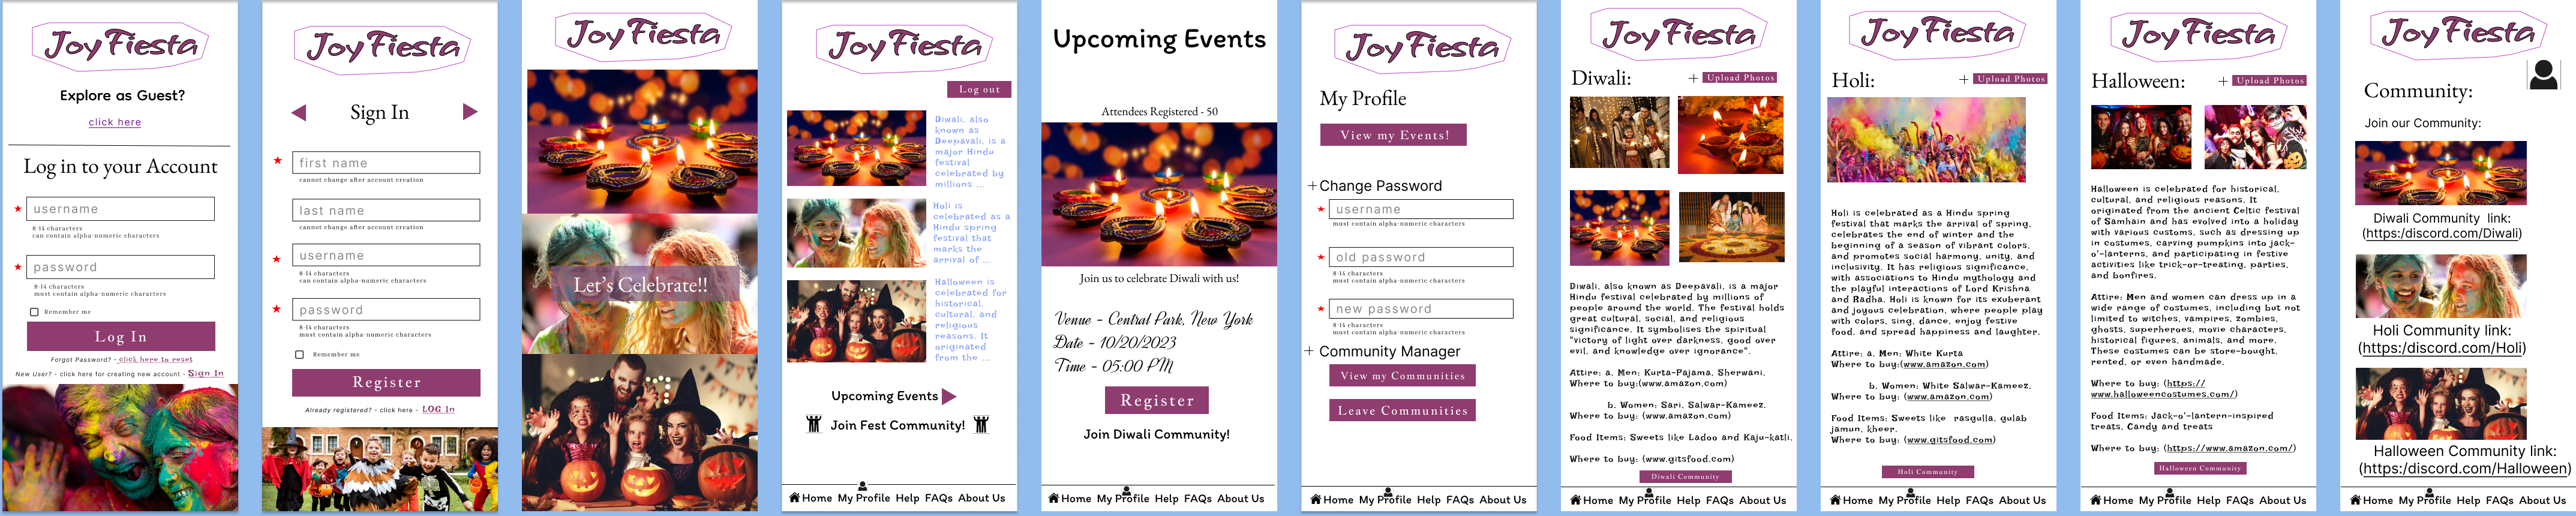 Joy Fiesta
Explore as Guest?
click here
Log in to your Account
* username
8-14 characters
can contain alpha-numeric characters
* password
8-14 characters
must contain alpha-numeric characters
Remember me
Log In
Forgot Password? - click here to reset
New User? - click here for creating new account - Sign In
Joy Fiesta
Sign In
* first name
cannot change after account creation
last name
cannot change after account creation
* username
8-14 characters
can contain alpha-numeric characters
* password
8-14 characters
must contain alpha-numeric characters
Remember me
Register
Already registered? - click here - LOG In
Joy Fiesta
Let's Celebrate!!
Joy Fiesta
Log out
Diwali, also
known as
Deepavali, is a
major Hindu
festival
celebrated by
millions ...
Holi is
celebrated as a
Hindu spring
festival that
marks the
arrival of ...
Halloween is
celebrated for
historical,
cultural, and
religious
reasons. It
originated
from the ...
Upcoming Events
Join Fest Community!
Home My Profile Help FAQs About Us
Upcoming Events
Attendees Registered - 50
Join us to celebrate Diwali with us!
Venue - Central Park, New York
Date - 10/20/2023
Time - 05:00 PM
Register
Join Diwali Community!
Home My Profile Help FAQs About Us
Joy Fiesta
My Profile
View my Events!
+ Change Password
* username
must contain alpha-numeric characters
* old password
8-14 characters
must contain alpha-numeric characters
* new password
8-14 characters
must contain alpha-numeric characters
+ Community Manager
View my Communities
Leave Communities
Home My Profile Help FAQs About Us
Joy Fiesta
Diwali: + Upload Photos
Diwali, also known as Deepavali, is a major
Hindu festival celebrated by millions of
people around the world. The festival holds
great cultural, social, and religious
significance. It symbolises the spiritual
"victory of light over darkness, good over
evil, and knowledge over ignorance".
Attire: a. Men: Kurta-Pajama, Sherwani.
Where to buy:(www.amazon.com)
b. Women: Sari, Salwar-Kameez.
Where to buy: (www.amazon.com)
Food Items: Sweets like Ladoo and Kaju-katli.
Where to buy: (www.gitsfood.com)
Diwali Community
Home My Profile Help FAQs About Us
Joy Fiesta
Holi: + Upload Photos
Holi is celebrated as a Hindu spring
festival that marks the arrival of spring,
celebrates the end of winter and the
beginning of a season of vibrant colors,
and promotes social harmony, unity, and
inclusivity. It has religious significance,
with associations to Hindu mythology and
the playful interactions of Lord Krishna
and Radha. Holi is known for its exuberant
and joyous celebration, where people play
with colors, sing, dance, enjoy festive
food, and spread happiness and laughter.
Attire: a. Men: White Kurta
Where to buy:(www.amazon.com)
b. Women: White Salwar-Kameez.
Where to buy: (www.amazon.com)
Food Items: Sweets like rasgulla, gulab
jamun, kheer.
Where to buy: (www.gitsfood.com)
Holi Community
Home My Profile Help FAQs About Us
Joy Fiesta
Halloween: + Upload Photos
Halloween is celebrated for historical,
cultural, and religious reasons. It
originated from the ancient Celtic festival
of Samhain and has evolved into a holiday
with various customs, such as dressing up
in costumes, carving pumpkins into jack-
o'-lanterns, and participating in festive
activities like trick-or-treating, parties,
and bonfires.
Attire: Men and women can dress up in a
wide range of costumes, including but not
limited to witches, vampires, zombies,
ghosts, superheroes, movie characters,
historical figures, animals, and more.
These costumes can be store-bought,
rented, or even handmade.
Where to buy: (https://
www.halloweencostumes.com/)
Food Items: Jack-o'-lantern-inspired
treats, Candy and treats
Where to buy: (https://www.amazon.com/)
Halloween Community
Home My Profile Help FAQs About Us
Joy Fiesta
Community:
Join our Community:
Diwali Community link:
(https:/discord.com/Diwali)
Holi Community link:
(https:/discord.com/Holi)
Halloween Community link:
(https:/discord.com/Halloween)
Home My Profile Help FAQs About Us